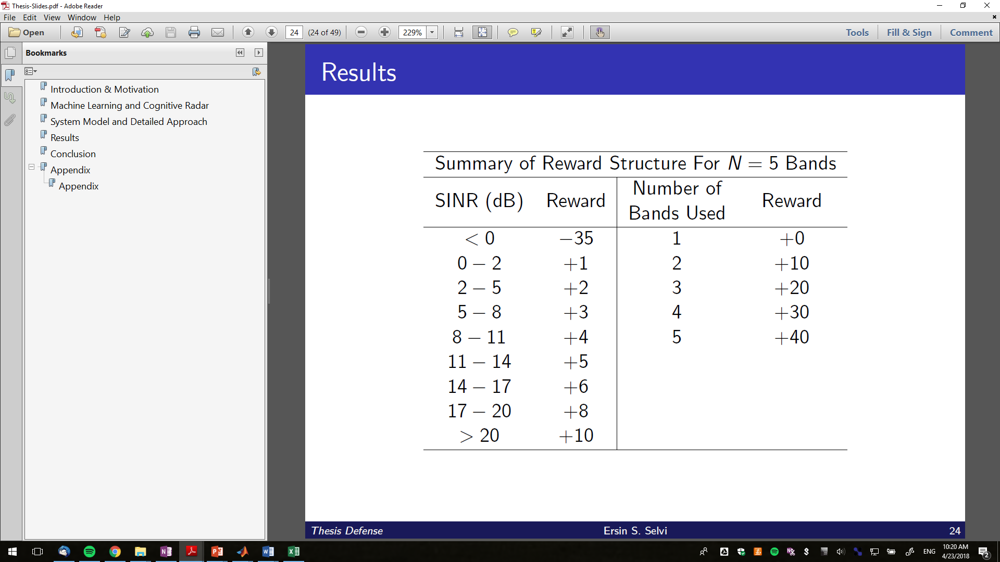 Thesis-Slides.pdf - Adobe Reader
File Edit View Window Help
Open 24 (24 of 49) 229% Tools Fill & Sign Comment
Bookmarks
Introduction & Motivation
Machine Learning and Cognitive Radar
System Model and Detailed Approach
Results
Conclusion
Appendix
Appendix
Results
Summary of Reward Structure For N = 5 Bands
SINR (dB) Reward Number of Bands Used Reward
< 0 −35 1 +0
0 − 2 +1 2 +10
2 − 5 +2 3 +20
5 − 8 +3 4 +30
8 − 11 +4 5 +40
11 − 14 +5
14 − 17 +6
17 − 20 +8
> 20 +10
Thesis Defense Ersin S. Selvi 24
ENG 10:20 AM
4/23/2018 2